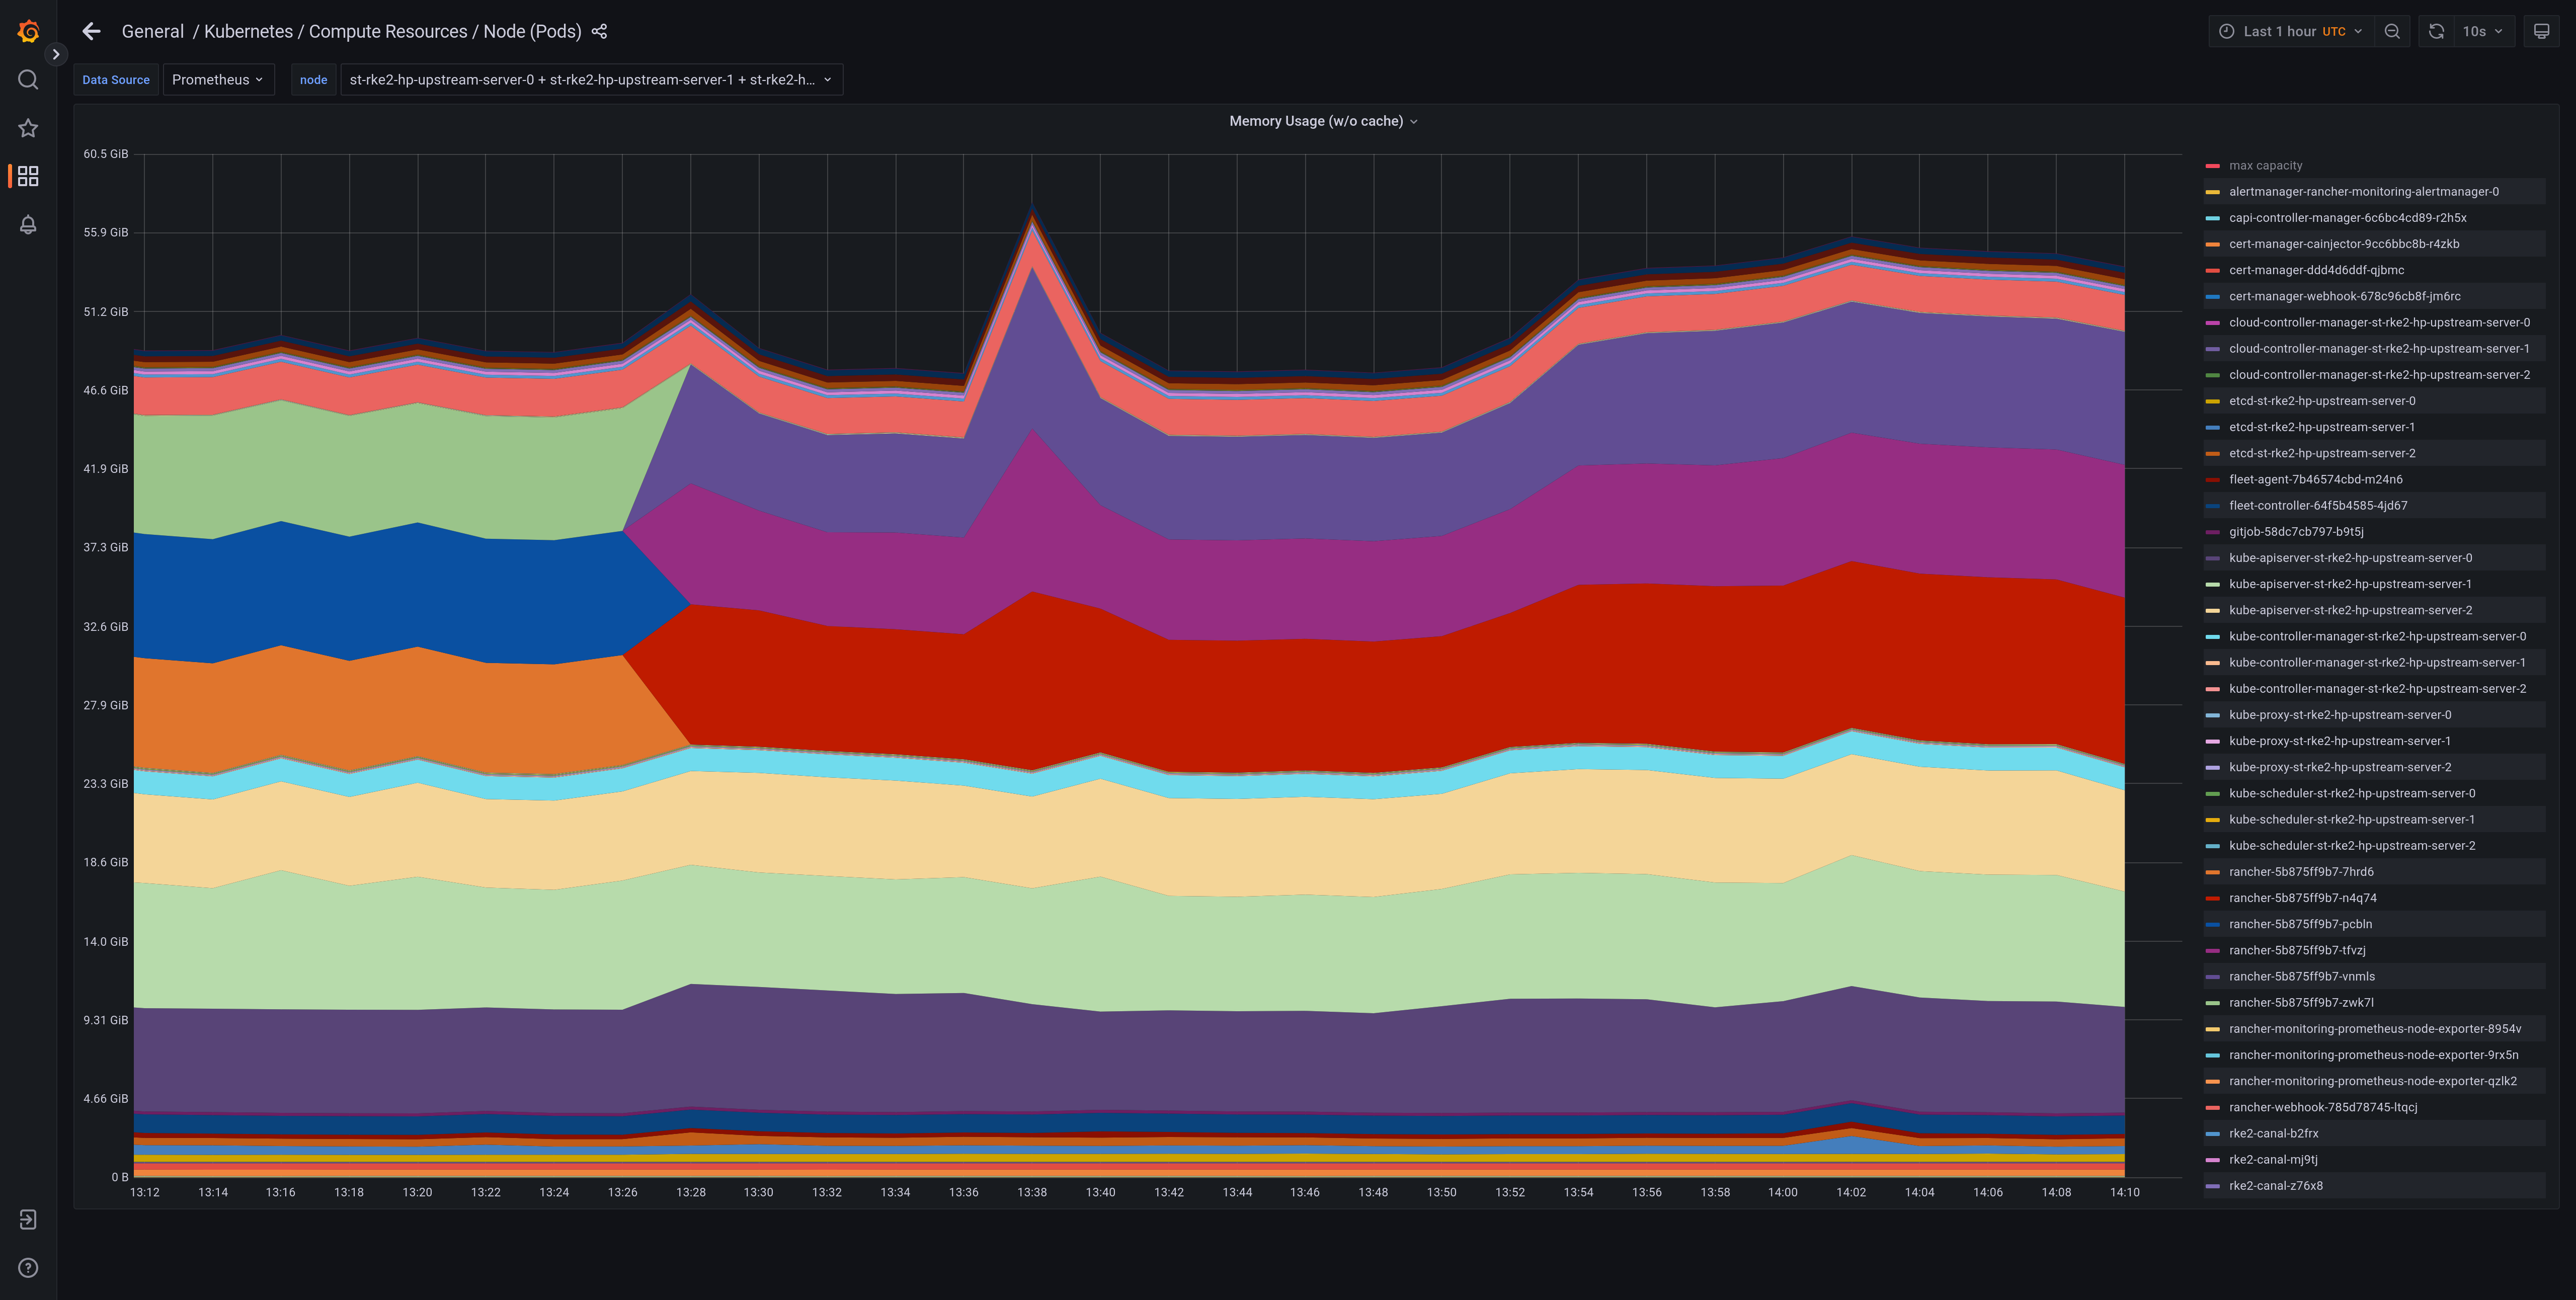 General / Kubernetes / Compute Resources / Node (Pods)
Last 1 hour UTC
10s
Data Source Prometheus node st-rke2-hp-upstream-server-0 + st-rke2-hp-upstream-server-1 + st-rke2-h...
Memory Usage (w/o cache)
60.5 GiB
55.9 GiB
51.2 GiB
46.6 GiB
41.9 GiB
37.3 GiB
32.6 GiB
27.9 GiB
23.3 GiB
18.6 GiB
14.0 GiB
9.31 GiB
4.66 GiB
0 B
13:12 13:14 13:16 13:18 13:20 13:22 13:24 13:26 13:28 13:30 13:32 13:34 13:36 13:38 13:40 13:42 13:44 13:46 13:48 13:50 13:52 13:54 13:56 13:58 14:00 14:02 14:04 14:06 14:08 14:10
max capacity
alertmanager-rancher-monitoring-alertmanager-0
capi-controller-manager-6c6bc4cd89-r2h5x
cert-manager-cainjector-9cc6bbc8b-r4zkb
cert-manager-ddd4d6ddf-qjbmc
cert-manager-webhook-678c96cb8f-jm6rc
cloud-controller-manager-st-rke2-hp-upstream-server-0
cloud-controller-manager-st-rke2-hp-upstream-server-1
cloud-controller-manager-st-rke2-hp-upstream-server-2
etcd-st-rke2-hp-upstream-server-0
etcd-st-rke2-hp-upstream-server-1
etcd-st-rke2-hp-upstream-server-2
fleet-agent-7b46574cbd-m24n6
fleet-controller-64f5b4585-4jd67
gitjob-58dc7cb797-b9t5j
kube-apiserver-st-rke2-hp-upstream-server-0
kube-apiserver-st-rke2-hp-upstream-server-1
kube-apiserver-st-rke2-hp-upstream-server-2
kube-controller-manager-st-rke2-hp-upstream-server-0
kube-controller-manager-st-rke2-hp-upstream-server-1
kube-controller-manager-st-rke2-hp-upstream-server-2
kube-proxy-st-rke2-hp-upstream-server-0
kube-proxy-st-rke2-hp-upstream-server-1
kube-proxy-st-rke2-hp-upstream-server-2
kube-scheduler-st-rke2-hp-upstream-server-0
kube-scheduler-st-rke2-hp-upstream-server-1
kube-scheduler-st-rke2-hp-upstream-server-2
rancher-5b875ff9b7-7hrd6
rancher-5b875ff9b7-n4q74
rancher-5b875ff9b7-pcbln
rancher-5b875ff9b7-tfvzj
rancher-5b875ff9b7-vnmls
rancher-5b875ff9b7-zwk7l
rancher-monitoring-prometheus-node-exporter-8954v
rancher-monitoring-prometheus-node-exporter-9rx5n
rancher-monitoring-prometheus-node-exporter-qzlk2
rancher-webhook-785d78745-ltqcj
rke2-canal-b2frx
rke2-canal-mj9tj
rke2-canal-z76x8